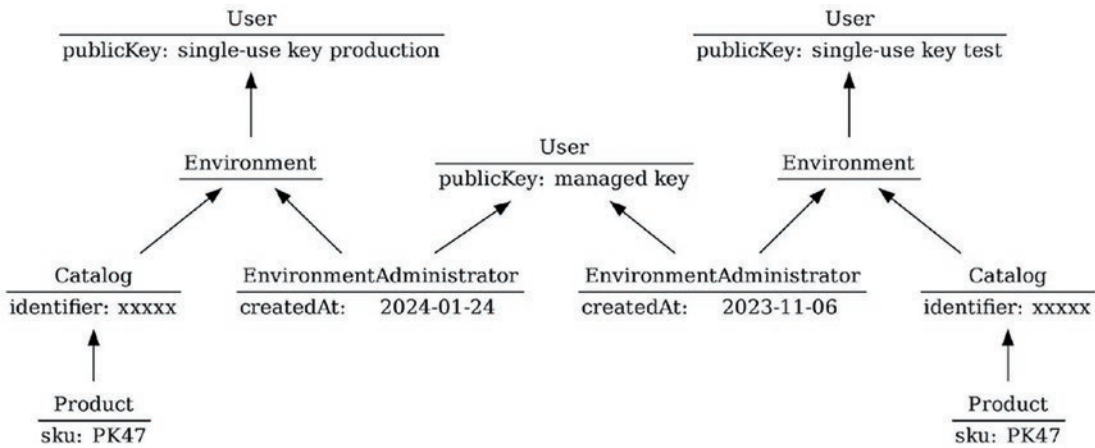 User
publicKey: single-use key production
User
publicKey: single-use key test
Environment
User
publicKey: managed key
Environment
Catalog
identifier: xxxxx
EnvironmentAdministrator
createdAt: 2024-01-24
EnvironmentAdministrator
createdAt: 2023-11-06
Catalog
identifier: xxxxx
Product
sku: PK47
Product
sku: PK47